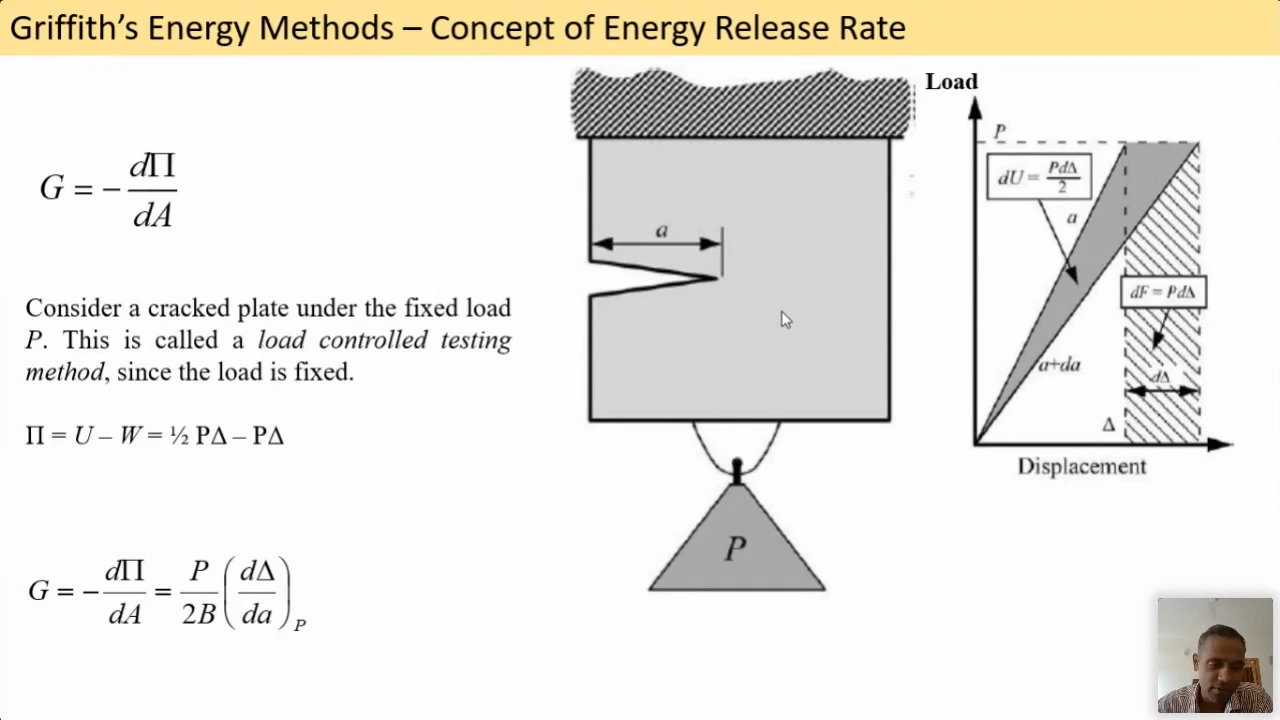 Griffith's Energy Methods – Concept of Energy Release Rate
G = − dΠ / dA
Consider a cracked plate under the fixed load
P. This is called a load controlled testing
method, since the load is fixed.
Π = U – W = ½ PΔ – PΔ
G = − dΠ / dA = P / 2B ( dΔ / da ) P
a
P
Load
P
dU = PdΔ / 2
a
dF = PdΔ
a+da
dΔ
Δ
Displacement